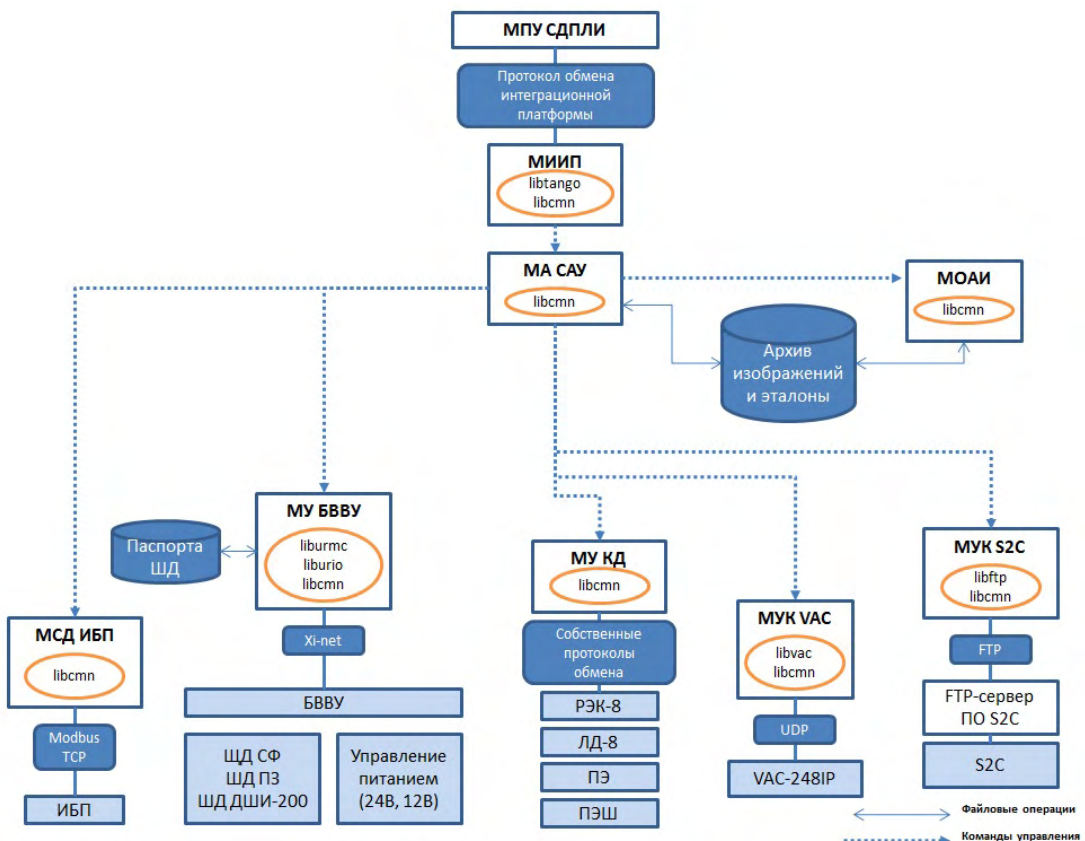 МПУ СДПЛИ
Протокол обмена
интеграционной
платформы
МИИП
libtango
libcmn
МА САУ
libcmn
МОАИ
libcmn
Архив
изображений
и эталоны
Паспорта
ШД
МУ БВВУ
liburmc
liburio
libcmn
Xi-net
БВВУ
ЩД СФ
ШД ПЗ
ШД ДШИ-200
Управление
питанием
(24В, 12В)
МСД ИБП
libcmn
Modbus
TCP
ИБП
МУ КД
libcmn
Собственные
протоколы
обмена
РЭК-8
ЛД-8
ПЭ
ПЭШ
МУК VAC
libvac
libcmn
UDP
VAC-248IP
МУК S2C
libftp
libcmn
FTP
FTP-сервер
ПО S2C
S2C
Файловые операции
Команды управления